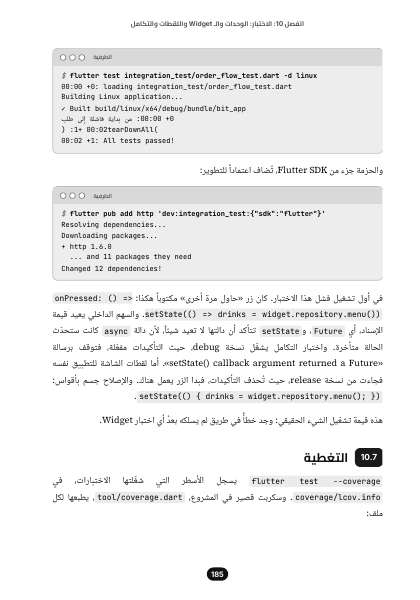 الفصل 10: الاختبار: الوحدات والـ Widget واللقطات والتكامل
الطرفية
$ flutter test integration_test/order_flow_test.dart -d linux
00:00 +0: loading integration_test/order_flow_test.dart
Building Linux application...
✓ Built build/linux/x64/debug/bundle/bit_app
00:00 +0: من بداية فاصلة إلى طلب
) :1+ 00:02tearDownAll(
00:02 +1: All tests passed!
والحزمة جزء من Flutter SDK، تُضاف اعتماداً للتطوير:
الطرفية
$ flutter pub add http 'dev:integration_test:{"sdk":"flutter"}'
Resolving dependencies...
Downloading packages...
+ http 1.6.0
... and 11 packages they need
Changed 12 dependencies!
في أول تشغيل فشل هذا الاختبار. كان زر «حاول مرة أخرى» مكتوباً هكذا: onPressed: () =>
setState(() => drinks = widget.repository.menu()). والسهم الداخلي يعيد قيمة
الإسناد، أي Future، و setState تتأكد أن دالتها لا تعيد شيئاً، لأن دالة async كانت ستحدّث
الحالة متأخرة. واختبار التكامل يشغّل نسخة debug، حيث التأكيدات مفعّلة، فتوقف برسالة
«setState() callback argument returned a Future». أما لقطات الشاشة للتطبيق نفسه
فجاءت من نسخة release، حيث تُحذف التأكيدات، فبدا الزر يعمل هناك. والإصلاح جسم بأقواس:
setState(() { drinks = widget.repository.menu(); }).
هذه قيمة تشغيل الشيء الحقيقي: وجد خطأً في طريق لم يسلكه بعدُ أي اختبار Widget.
10.7 التغطية
flutter test --coverage يسجل الأسطر التي شغّلتها الاختبارات، في
coverage/lcov.info. وسكربت قصير في المشروع، tool/coverage.dart، يطبعها لكل
ملف:
185